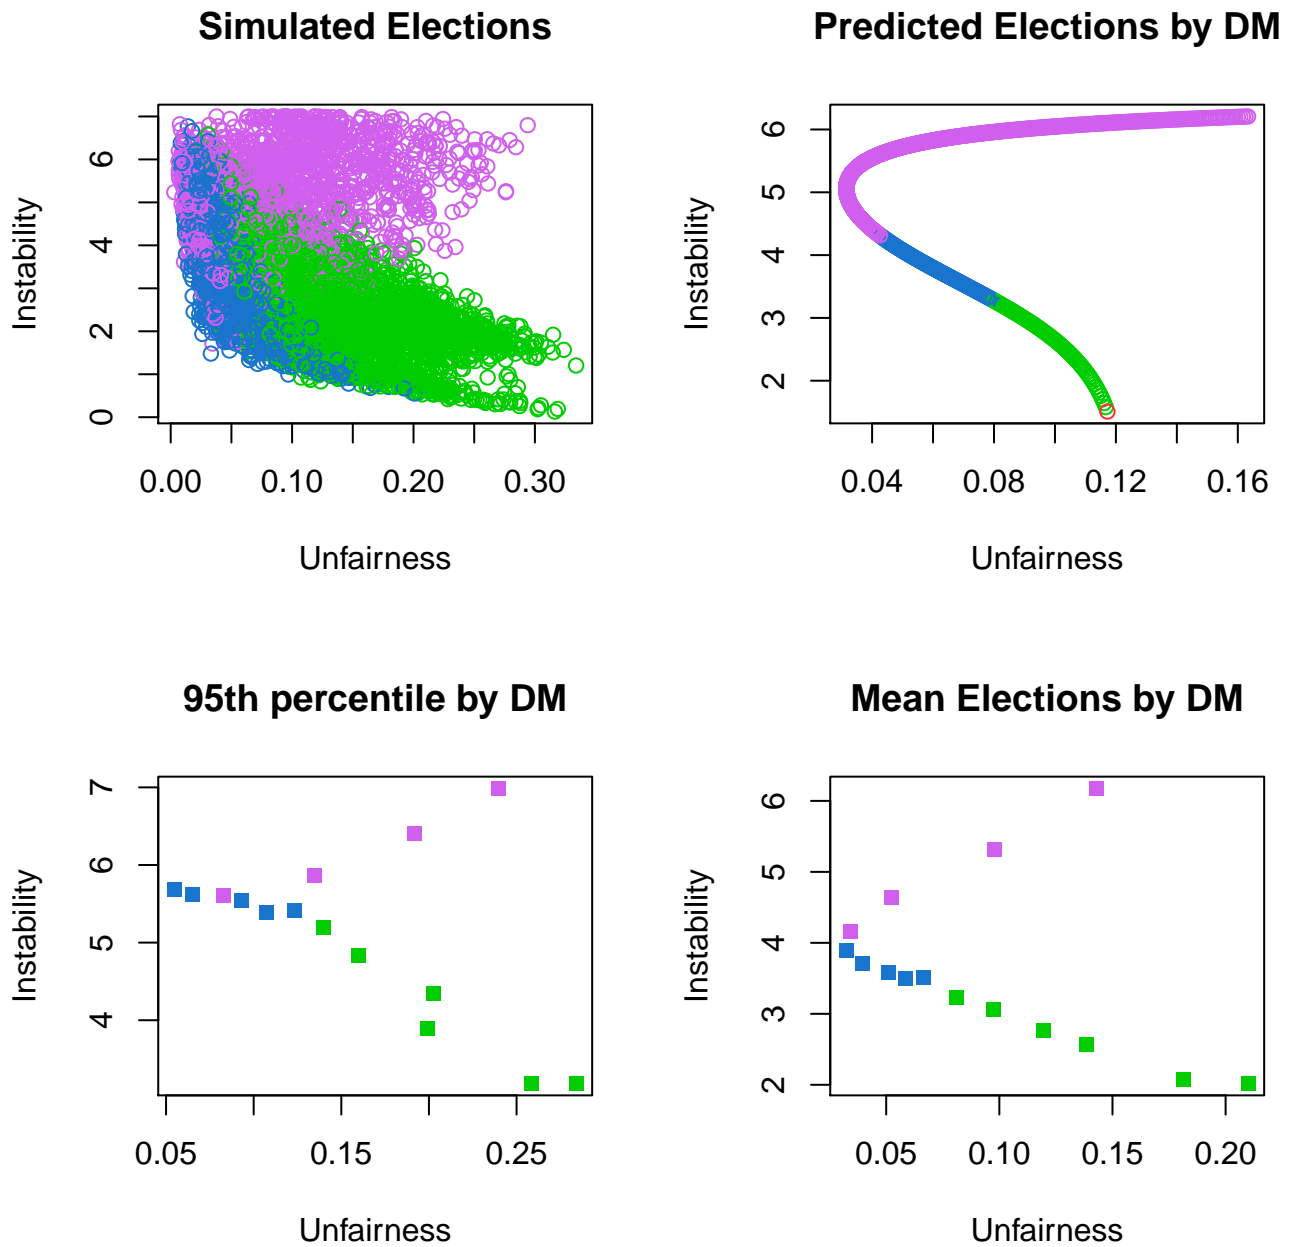 Simulated Elections
Instability
0 2 4 6
0.00 0.10 0.20 0.30
Unfairness
Predicted Elections by DM
Instability
2 3 4 5 6
0.04 0.08 0.12 0.16
Unfairness
95th percentile by DM
Instability
4 5 6 7
0.05 0.15 0.25
Unfairness
Mean Elections by DM
Instability
2 3 4 5 6
0.05 0.10 0.15 0.20
Unfairness